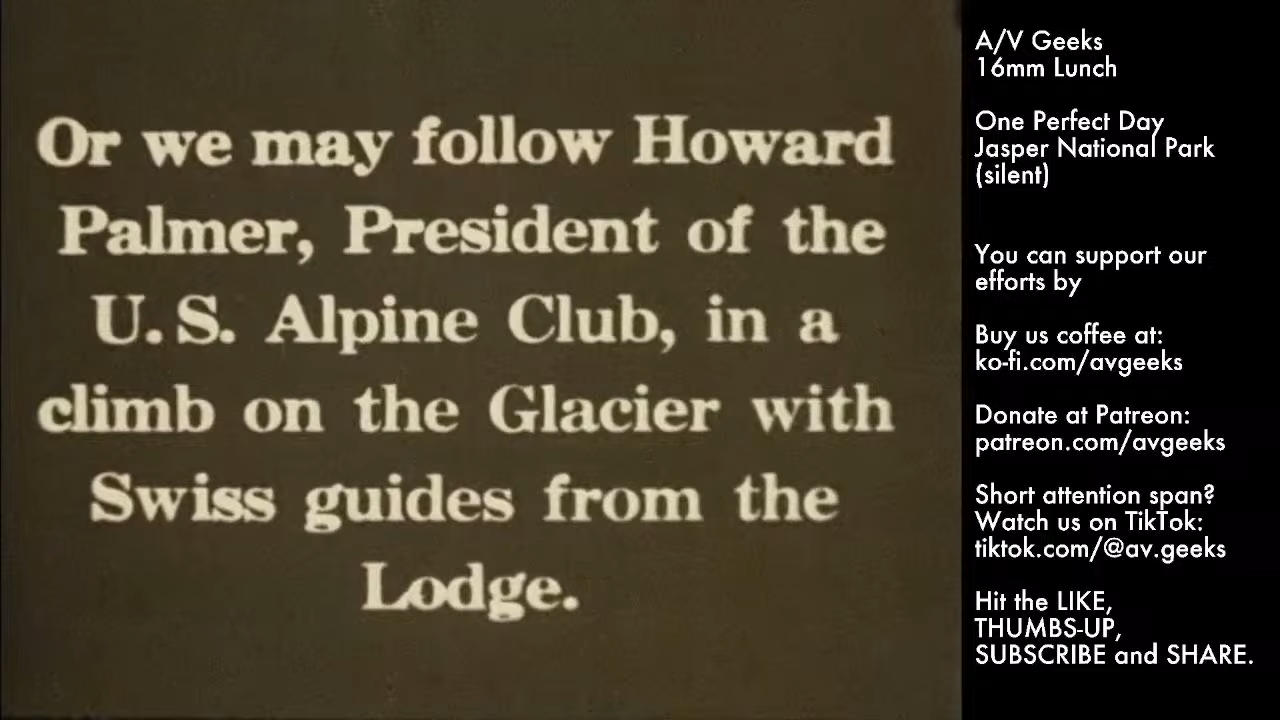 Or we may follow Howard
Palmer, President of the
U.S. Alpine Club, in a
climb on the Glacier with
Swiss guides from the
Lodge.
A/V Geeks
16mm Lunch
One Perfect Day
Jasper National Park
(silent)
You can support our
efforts by
Buy us coffee at:
ko-fi.com/avgeeks
Donate at Patreon:
patreon.com/avgeeks
Short attention span?
Watch us on TikTok:
tiktok.com/@av.geeks
Hit the LIKE,
THUMBS-UP,
SUBSCRIBE and SHARE.